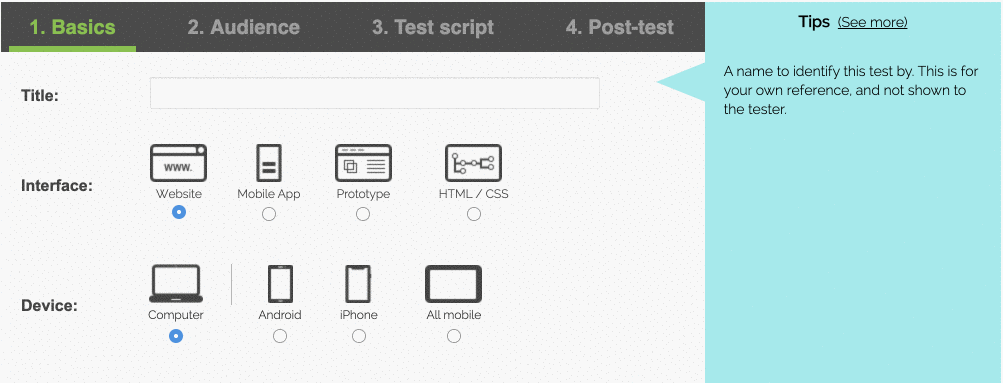 1. Basics 2. Audience 3. Test script 4. Post-test
Tips (See more)
A name to identify this test by. This is for
your own reference, and not shown to
the tester.
Title:
www.
Interface:
Website Mobile App Prototype HTML / CSS
Device:
Computer Android iPhone All mobile